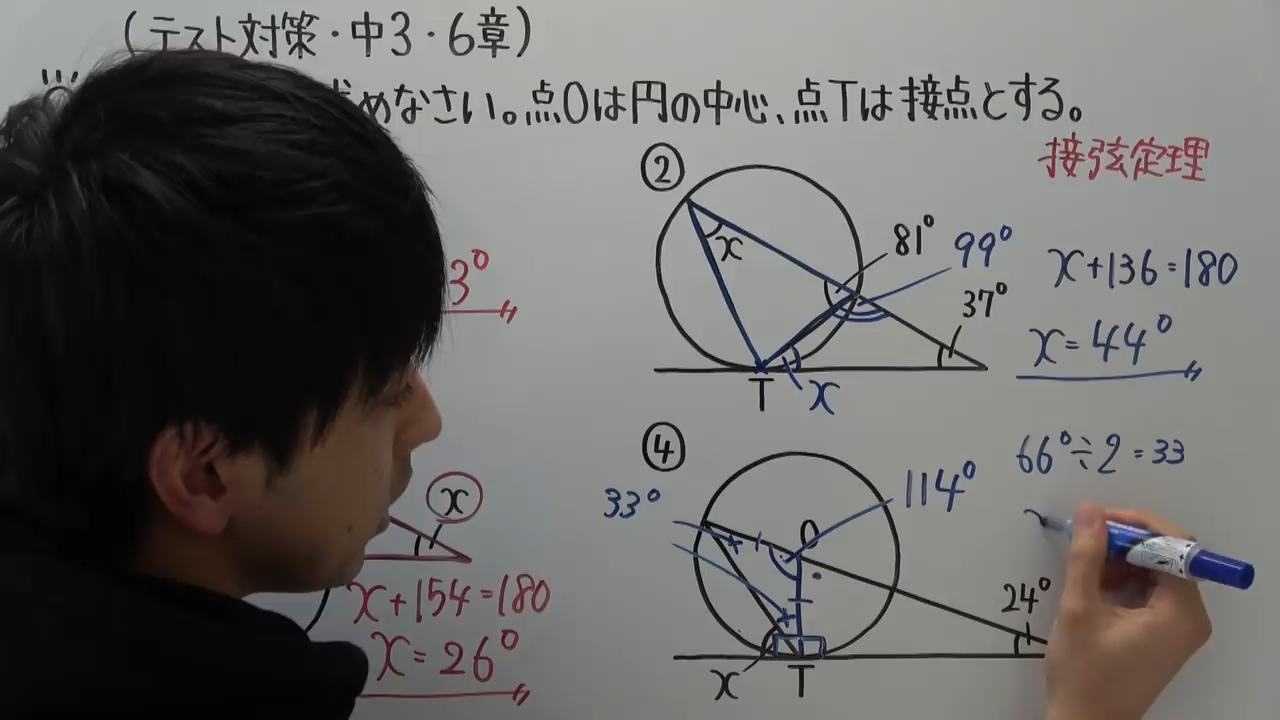 (テスト対策・中3・6章)
めなさい。点Oは円の中心、点Tは接点とする。
接弦定理
②
x
81°
99°
37°
T
x
x+136=180
x=44°
3°
④
33°
114°
O
24°
x
T
66°÷2=33
x
x+154=180
x=26°